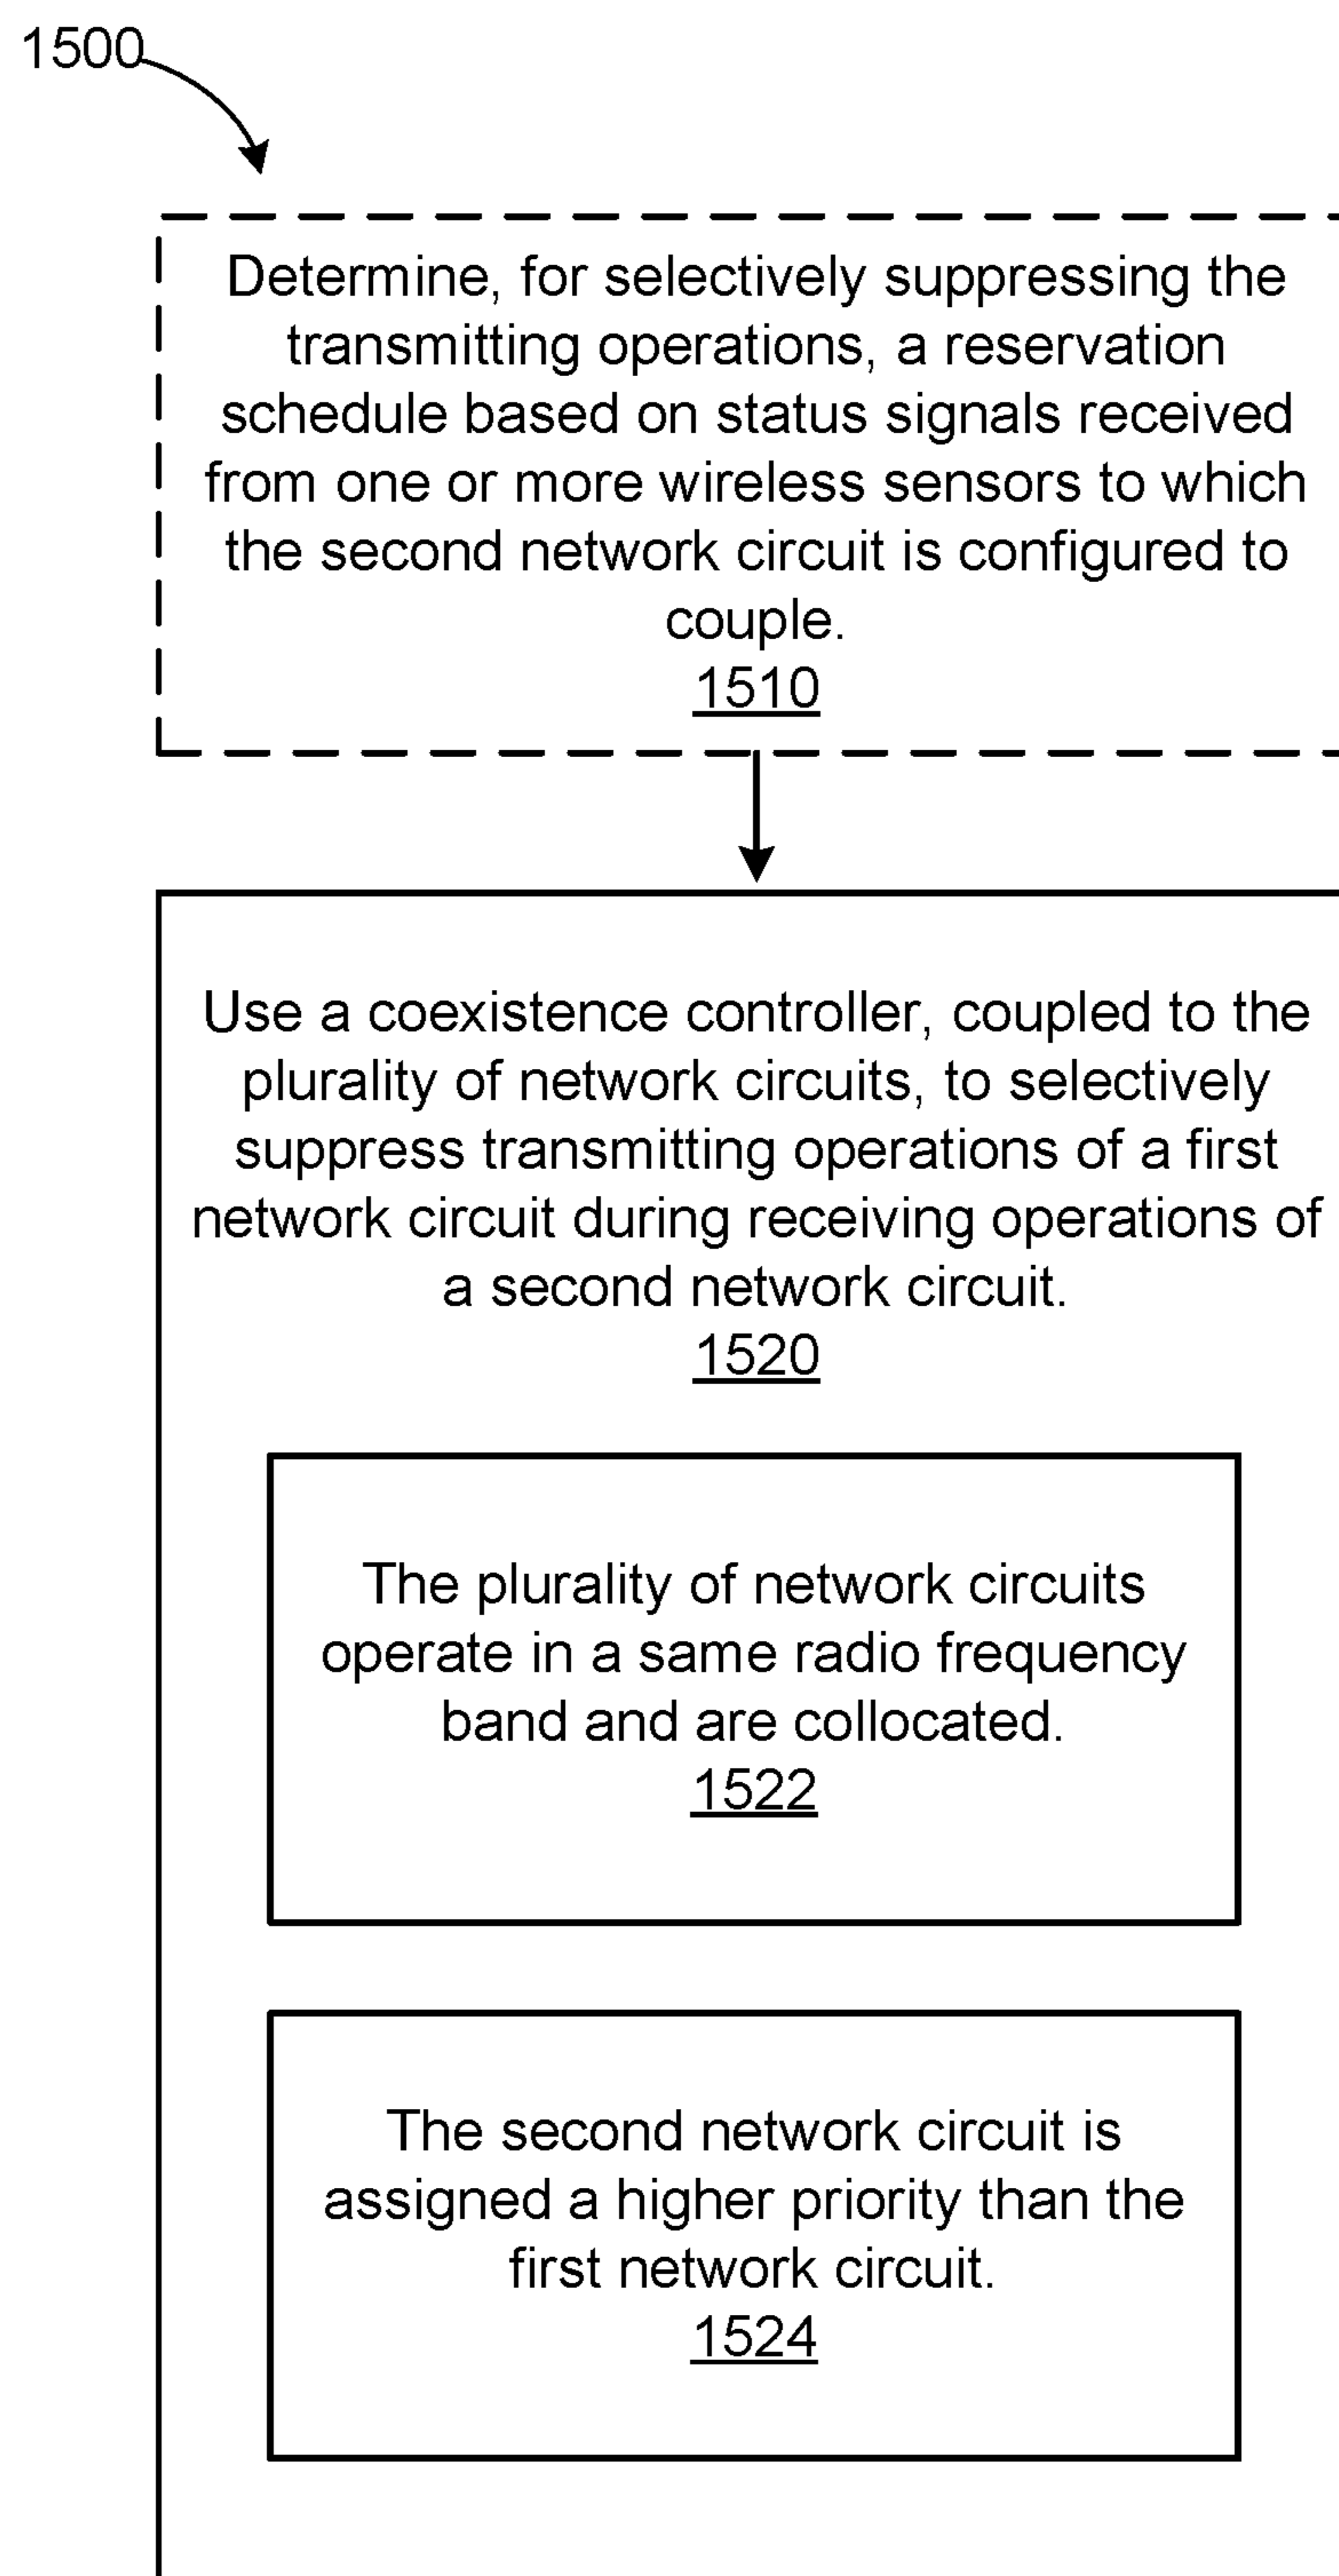 1500
Determine, for selectively suppressing the
transmitting operations, a reservation
schedule based on status signals received
from one or more wireless sensors to which
the second network circuit is configured to
couple.
1510
Use a coexistence controller, coupled to the
plurality of network circuits, to selectively
suppress transmitting operations of a first
network circuit during receiving operations of
a second network circuit.
1520
The plurality of network circuits
operate in a same radio frequency
band and are collocated.
1522
The second network circuit is
assigned a higher priority than the
first network circuit.
1524